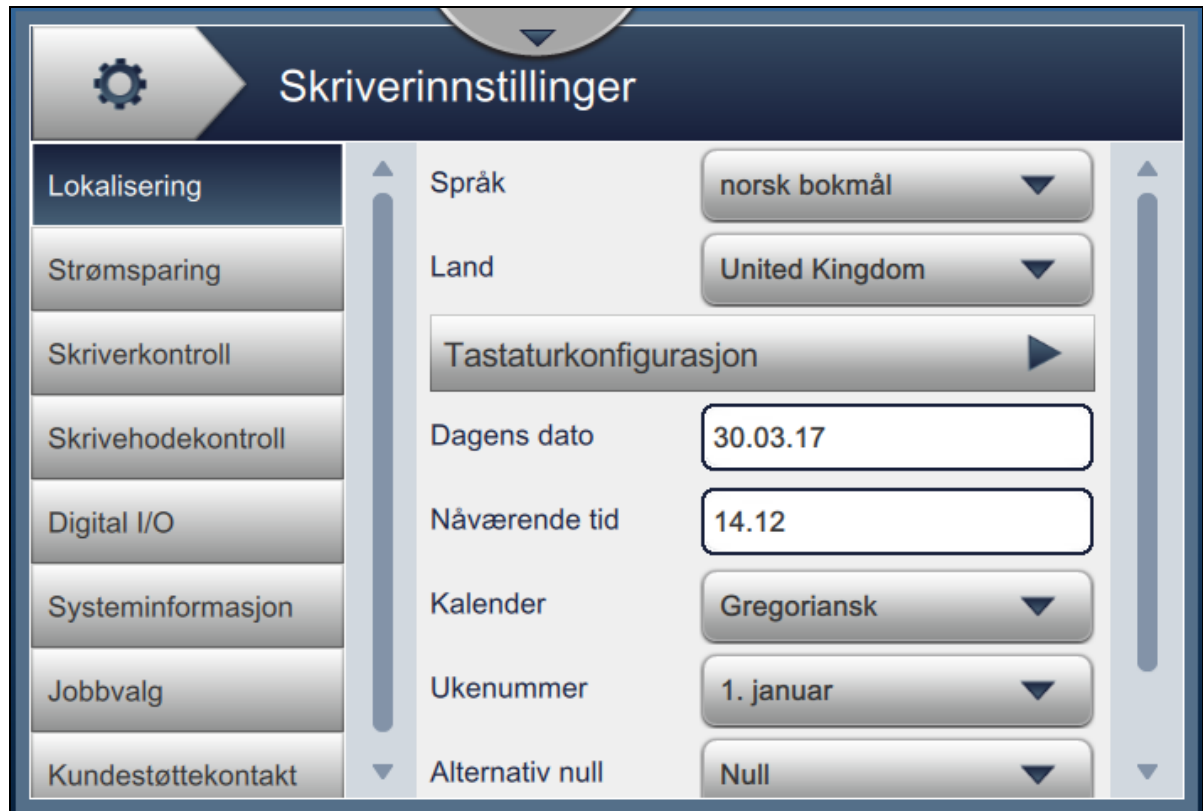 Skriverinnstillinger
Lokalisering
Strømsparing
Skriverkontroll
Skrivehodekontroll
Digital I/O
Systeminformasjon
Jobbvalg
Kundestøttekontakt
Språk
norsk bokmål
Land
United Kingdom
Tastaturkonfigurasjon
Dagens dato
30.03.17
Nåværende tid
14.12
Kalender
Gregoriansk
Ukenummer
1. januar
Alternativ null
Null